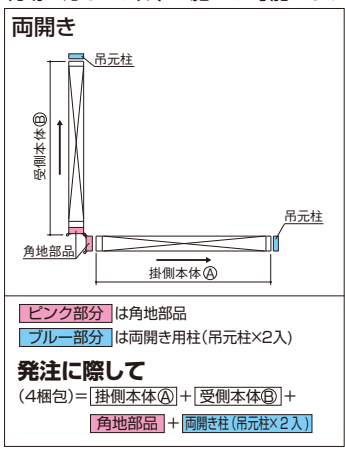 両開き
吊元柱
受側本体Ⓑ
吊元柱
角地部品
掛側本体Ⓐ
ピンク部分 は角地部品
ブルー部分 は両開き用柱(吊元柱×2入)
発注に際して
(4梱包)＝掛側本体Ⓐ＋受側本体Ⓑ＋
角地部品＋両開き柱(吊元柱×2入)